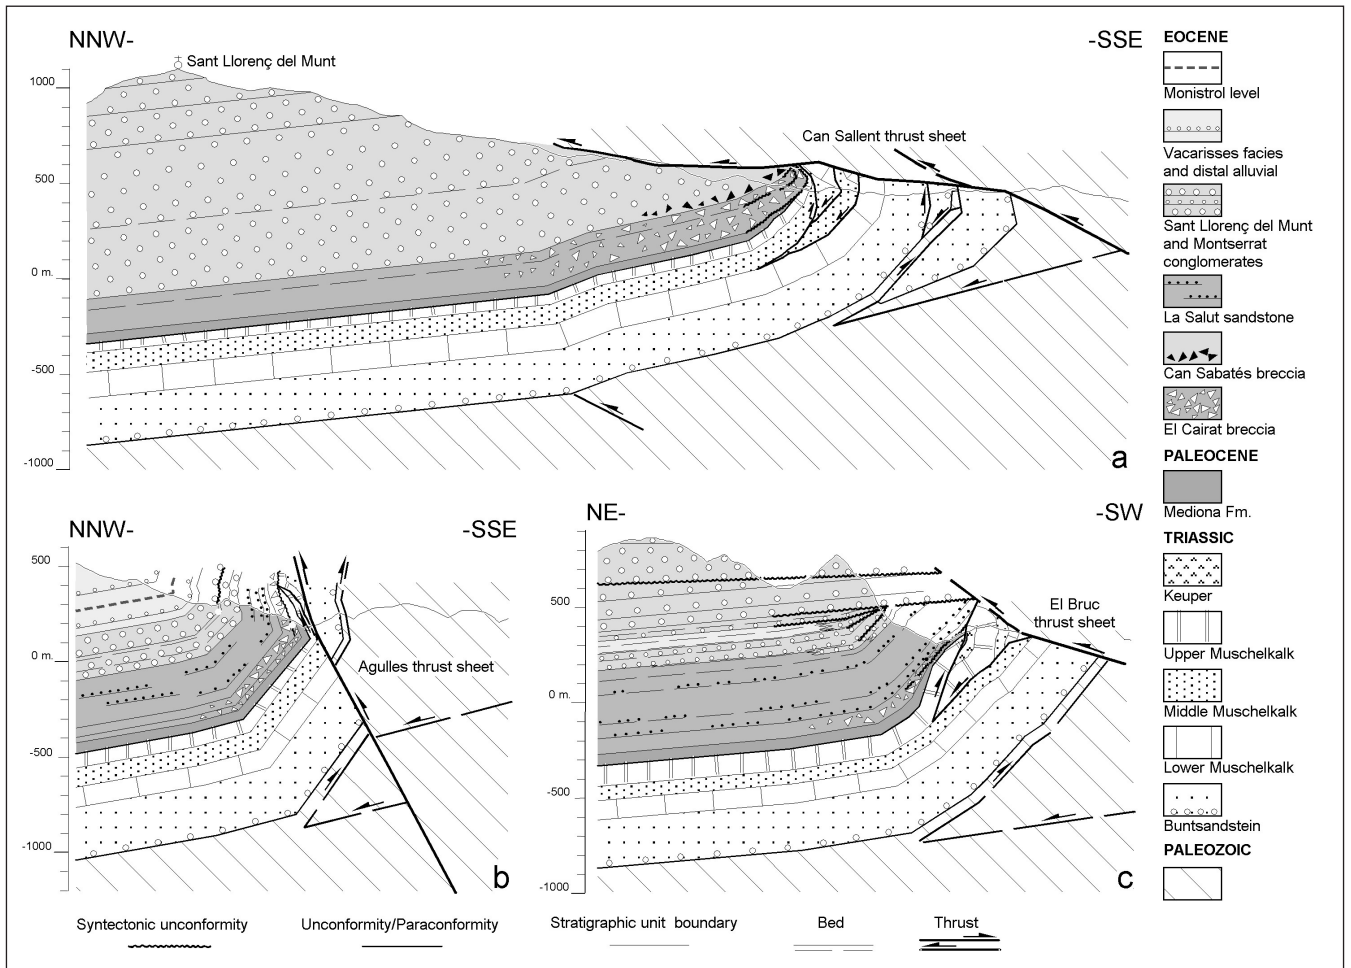 NNW-
-SSE
Sant Llorenç del Munt
Can Sallent thrust sheet
1000
500
0 m.
-500
-1000
a
NNW-
-SSE
500
0 m.
-500
-1000
Agulles thrust sheet
b
NE-
-SW
500
0 m.
-500
-1000
El Bruc
thrust sheet
c
EOCENE
Monistrol level
Vacarisses facies
and distal alluvial
Sant Llorenç del Munt
and Montserrat
conglomerates
La Salut sandstone
Can Sabatés breccia
El Cairat breccia
PALEOCENE
Mediona Fm.
TRIASSIC
Keuper
Upper Muschelkalk
Middle Muschelkalk
Lower Muschelkalk
Buntsandstein
PALEOZOIC
Syntectonic unconformity
Unconformity/Paraconformity
Stratigraphic unit boundary
Bed
Thrust